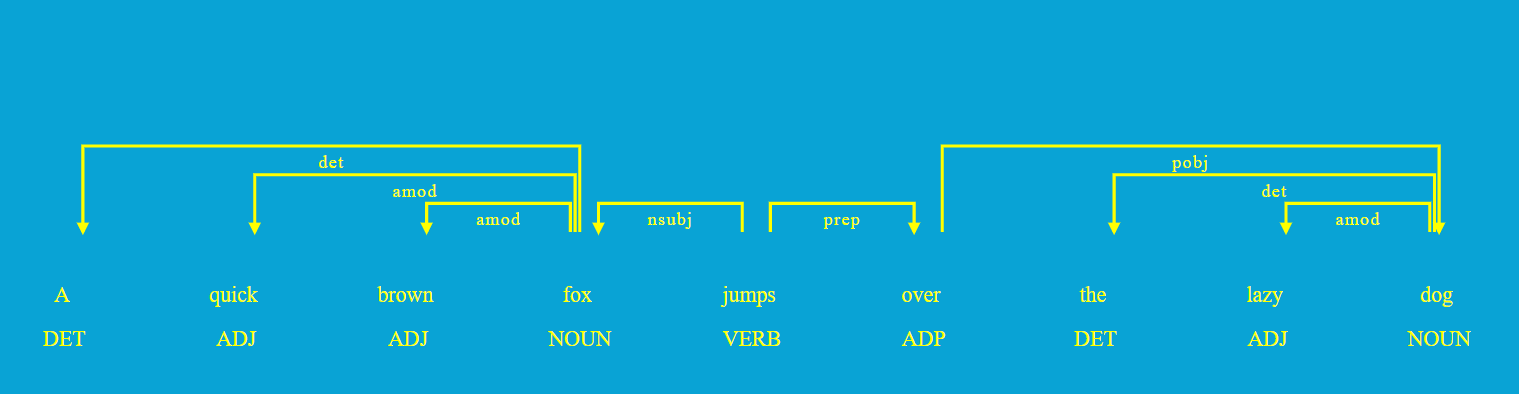 det pobj
amod det
amod nsubj prep amod
A quick brown fox jumps over the lazy dog
DET ADJ ADJ NOUN VERB ADP DET ADJ NOUN